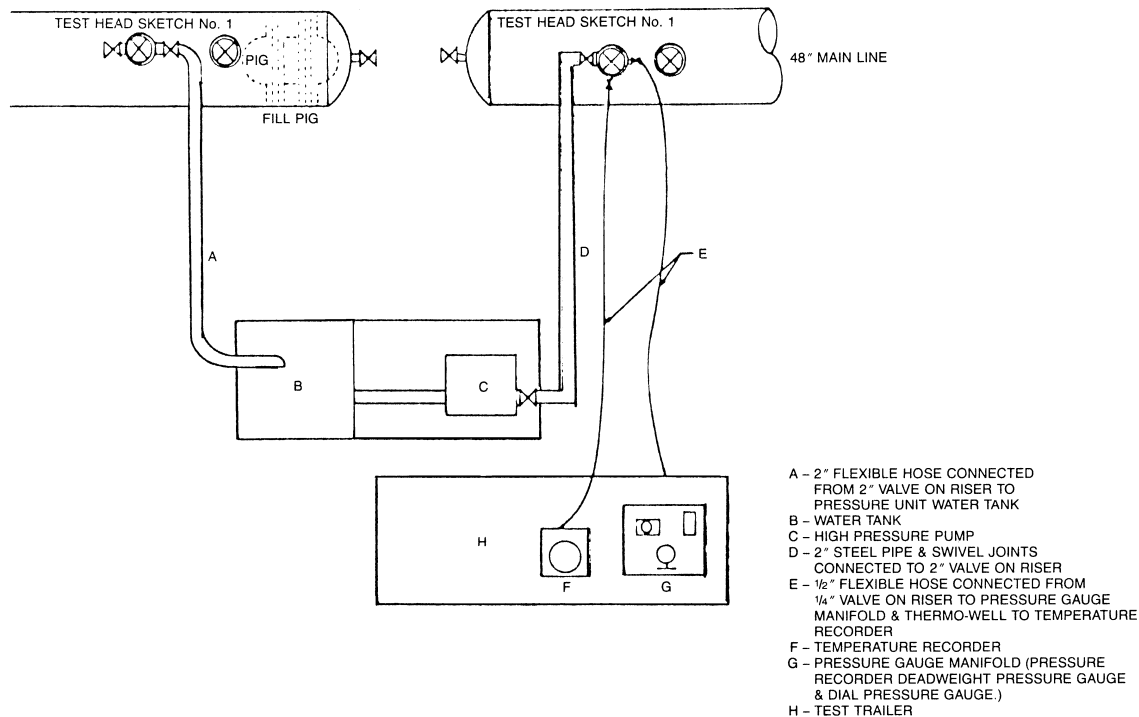 TEST HEAD SKETCH No. 1
TEST HEAD SKETCH No. 1
PIG
48" MAIN LINE
FILL PIG
A
D
E
B
C
H
F
G
A – 2" FLEXIBLE HOSE CONNECTED
FROM 2" VALVE ON RISER TO
PRESSURE UNIT WATER TANK
B – WATER TANK
C – HIGH PRESSURE PUMP
D – 2" STEEL PIPE & SWIVEL JOINTS
CONNECTED TO 2" VALVE ON RISER
E – 1/2" FLEXIBLE HOSE CONNECTED FROM
1/4" VALVE ON RISER TO PRESSURE GAUGE
MANIFOLD & THERMO-WELL TO TEMPERATURE
RECORDER
F – TEMPERATURE RECORDER
G – PRESSURE GAUGE MANIFOLD (PRESSURE
RECORDER DEADWEIGHT PRESSURE GAUGE
& DIAL PRESSURE GAUGE.)
H – TEST TRAILER